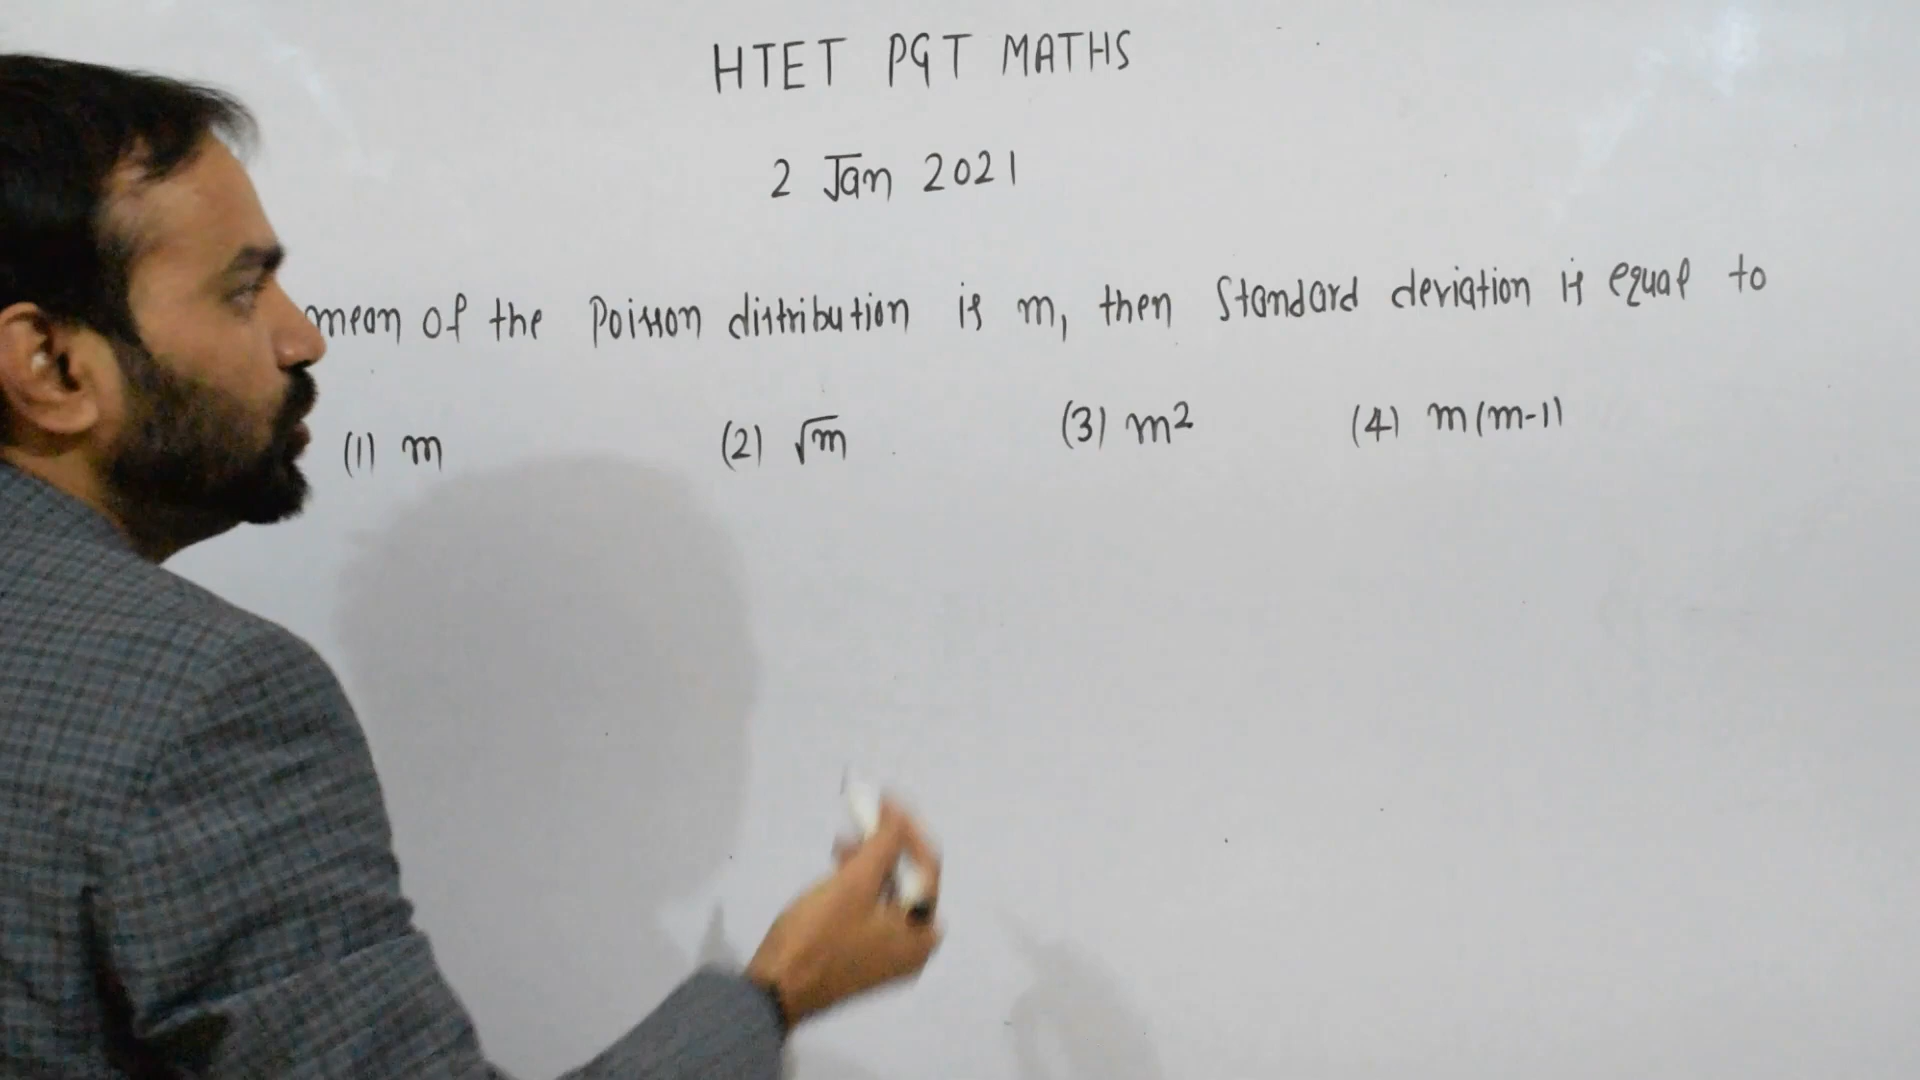 HTET PGT MATHS
2 Jan 2021
mean of the Poisson distribution is m, then Standard deviation is equal to
(1) m (2) √m (3) m2 (4) m(m-1)